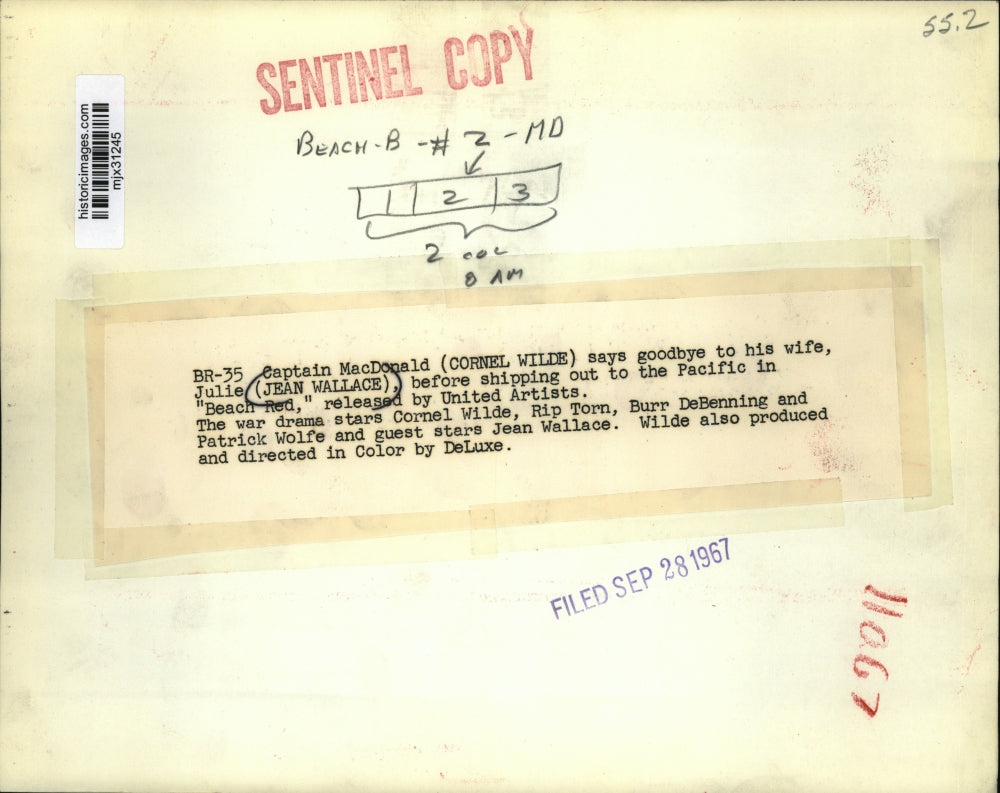 55.2
SENTINEL COPY
historicimages.com
mjx31245
BEACH-B-#2-MD
2 3
2 COL
8 AM
BR-35 Captain MacDonald (CORNEL WILDE) says goodbye to his wife,
Julie (JEAN WALLACE), before shipping out to the Pacific in
"Beach Red," released by United Artists.
The war drama stars Cornel Wilde, Rip Torn, Burr DeBenning and
Patrick Wolfe and guest stars Jean Wallace. Wilde also produced
and directed in Color by DeLuxe.
FILED SEP 28 1967
11067